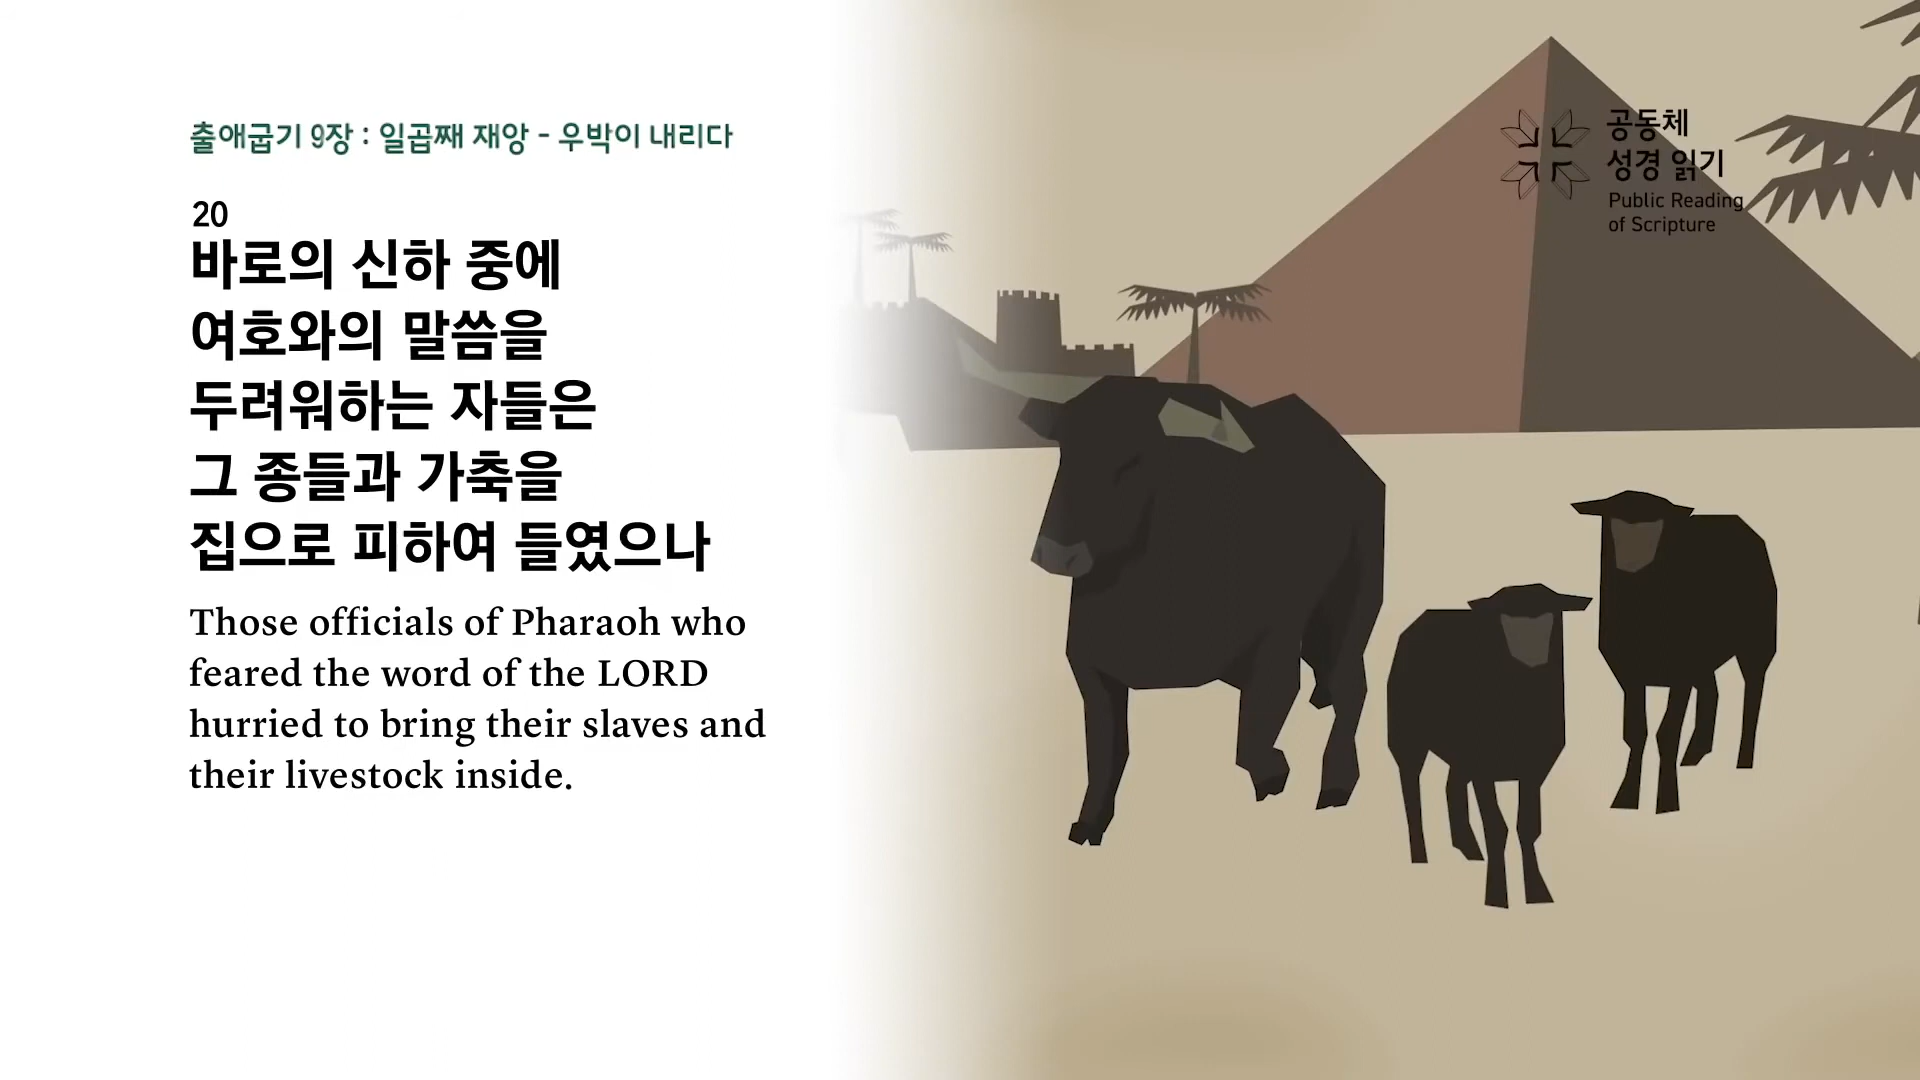 출애굽기 9장 : 일곱째 재앙 - 우박이 내리다
20
바로의 신하 중에
여호와의 말씀을
두려워하는 자들은
그 종들과 가축을
집으로 피하여 들였으나
Those officials of Pharaoh who
feared the word of the LORD
hurried to bring their slaves and
their livestock inside.
공동체
성경 읽기
Public Reading
of Scripture